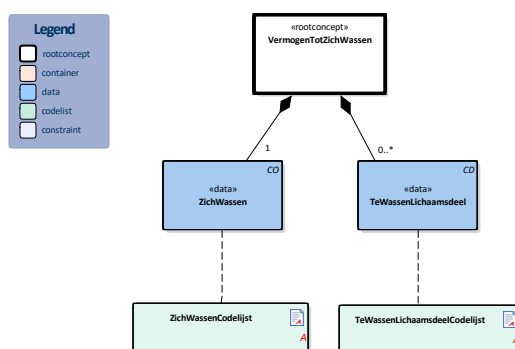 Legend
rootconcept
container
data
codelist
constraint
«rootconcept»
VermogenTotZichWassen
1
0..*
CO
«data»
ZichWassen
CD
«data»
TeWassenLichaamsdeel
ZichWassenCodelijst
A
TeWassenLichaamsdeelCodelijst
A